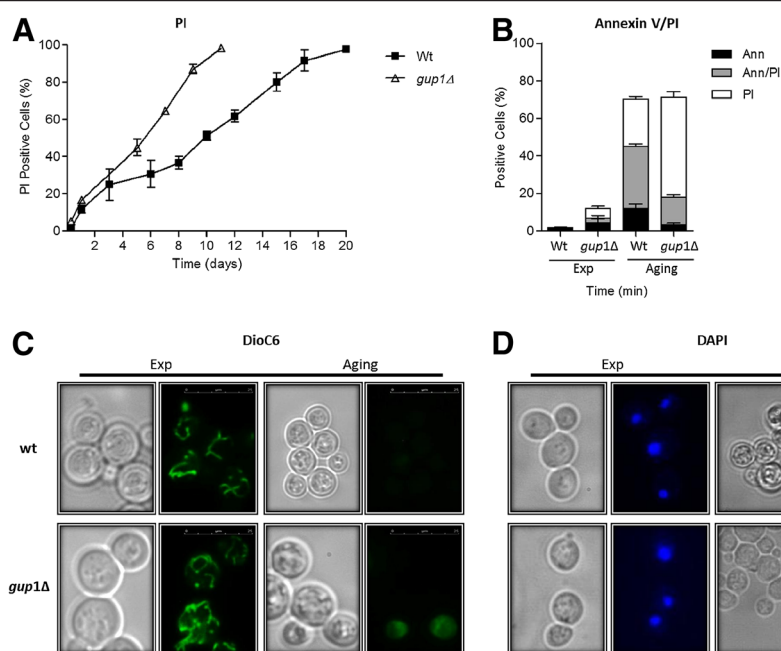 A
PI
PI Positive Cells (%)
100
80
60
40
20
0
2 4 6 8 10 12 14 16 18 20
Time (days)
Wt
gup1Δ
B
Annexin V/PI
Positive Cells (%)
100
80
60
40
20
0
Wt gup1Δ Wt gup1Δ
Exp Aging
Time (min)
Ann
Ann/PI
PI
C
DioC6
Exp Aging
wt
gup1Δ
D
DAPI
Exp